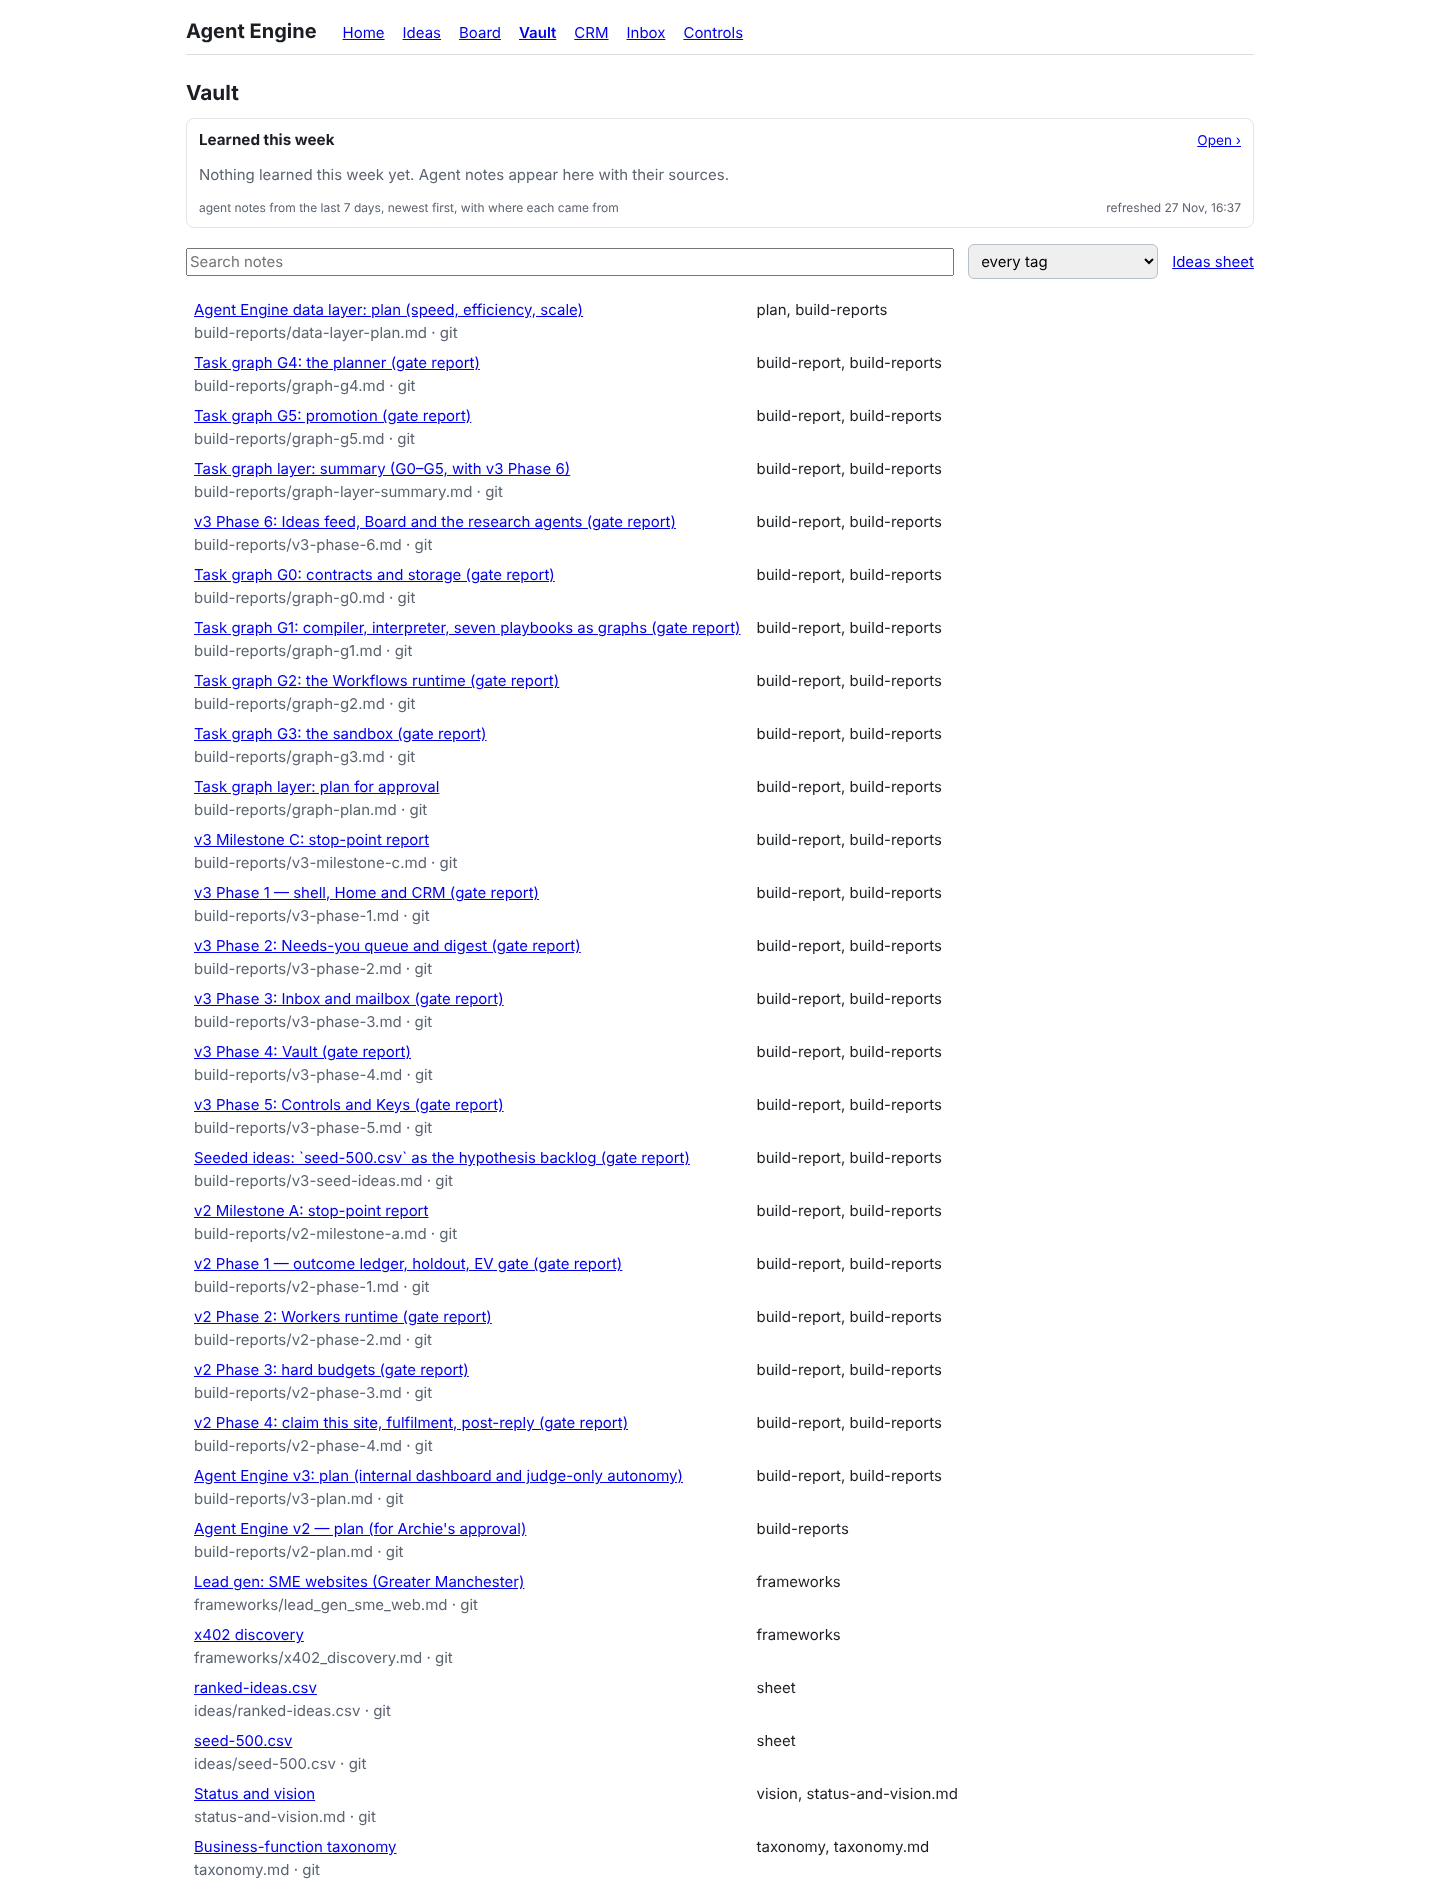 Agent Engine Home Ideas Board Vault CRM Inbox Controls
Vault
Learned this week Open ›
Nothing learned this week yet. Agent notes appear here with their sources.
agent notes from the last 7 days, newest first, with where each came from refreshed 27 Nov, 16:37
Search notes every tag Ideas sheet
Agent Engine data layer: plan (speed, efficiency, scale) plan, build-reports
build-reports/data-layer-plan.md · git
Task graph G4: the planner (gate report) build-report, build-reports
build-reports/graph-g4.md · git
Task graph G5: promotion (gate report) build-report, build-reports
build-reports/graph-g5.md · git
Task graph layer: summary (G0–G5, with v3 Phase 6) build-report, build-reports
build-reports/graph-layer-summary.md · git
v3 Phase 6: Ideas feed, Board and the research agents (gate report) build-report, build-reports
build-reports/v3-phase-6.md · git
Task graph G0: contracts and storage (gate report) build-report, build-reports
build-reports/graph-g0.md · git
Task graph G1: compiler, interpreter, seven playbooks as graphs (gate report) build-report, build-reports
build-reports/graph-g1.md · git
Task graph G2: the Workflows runtime (gate report) build-report, build-reports
build-reports/graph-g2.md · git
Task graph G3: the sandbox (gate report) build-report, build-reports
build-reports/graph-g3.md · git
Task graph layer: plan for approval build-report, build-reports
build-reports/graph-plan.md · git
v3 Milestone C: stop-point report build-report, build-reports
build-reports/v3-milestone-c.md · git
v3 Phase 1 — shell, Home and CRM (gate report) build-report, build-reports
build-reports/v3-phase-1.md · git
v3 Phase 2: Needs-you queue and digest (gate report) build-report, build-reports
build-reports/v3-phase-2.md · git
v3 Phase 3: Inbox and mailbox (gate report) build-report, build-reports
build-reports/v3-phase-3.md · git
v3 Phase 4: Vault (gate report) build-report, build-reports
build-reports/v3-phase-4.md · git
v3 Phase 5: Controls and Keys (gate report) build-report, build-reports
build-reports/v3-phase-5.md · git
Seeded ideas: `seed-500.csv` as the hypothesis backlog (gate report) build-report, build-reports
build-reports/v3-seed-ideas.md · git
v2 Milestone A: stop-point report build-report, build-reports
build-reports/v2-milestone-a.md · git
v2 Phase 1 — outcome ledger, holdout, EV gate (gate report) build-report, build-reports
build-reports/v2-phase-1.md · git
v2 Phase 2: Workers runtime (gate report) build-report, build-reports
build-reports/v2-phase-2.md · git
v2 Phase 3: hard budgets (gate report) build-report, build-reports
build-reports/v2-phase-3.md · git
v2 Phase 4: claim this site, fulfilment, post-reply (gate report) build-report, build-reports
build-reports/v2-phase-4.md · git
Agent Engine v3: plan (internal dashboard and judge-only autonomy) build-report, build-reports
build-reports/v3-plan.md · git
Agent Engine v2 — plan (for Archie's approval) build-reports
build-reports/v2-plan.md · git
Lead gen: SME websites (Greater Manchester) frameworks
frameworks/lead_gen_sme_web.md · git
x402 discovery frameworks
frameworks/x402_discovery.md · git
ranked-ideas.csv sheet
ideas/ranked-ideas.csv · git
seed-500.csv sheet
ideas/seed-500.csv · git
Status and vision vision, status-and-vision.md
status-and-vision.md · git
Business-function taxonomy taxonomy, taxonomy.md
taxonomy.md · git